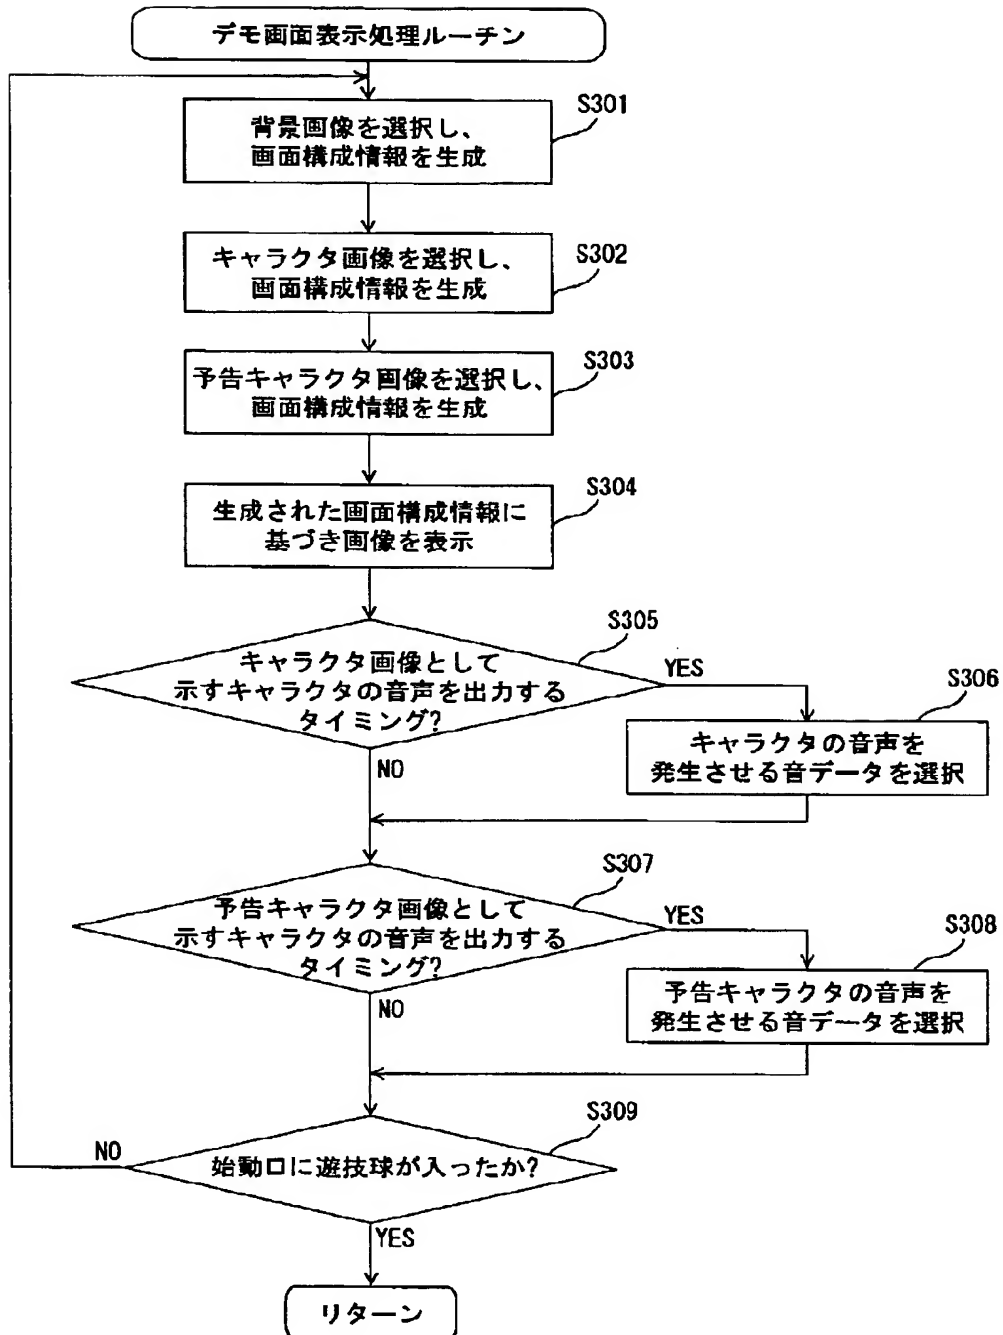 デモ画面表示処理ルーチン
S301
背景画像を選択し、
画面構成情報を生成
S302
キャラクタ画像を選択し、
画面構成情報を生成
S303
予告キャラクタ画像を選択し、
画面構成情報を生成
S304
生成された画面構成情報に
基づき画像を表示
S305
キャラクタ画像として
示すキャラクタの音声を出力する
タイミング?
YES
NO
S306
キャラクタの音声を
発生させる音データを選択
S307
予告キャラクタ画像として
示すキャラクタの音声を出力する
タイミング?
YES
NO
S308
予告キャラクタの音声を
発生させる音データを選択
S309
NO
始動口に遊技球が入ったか?
YES
リターン